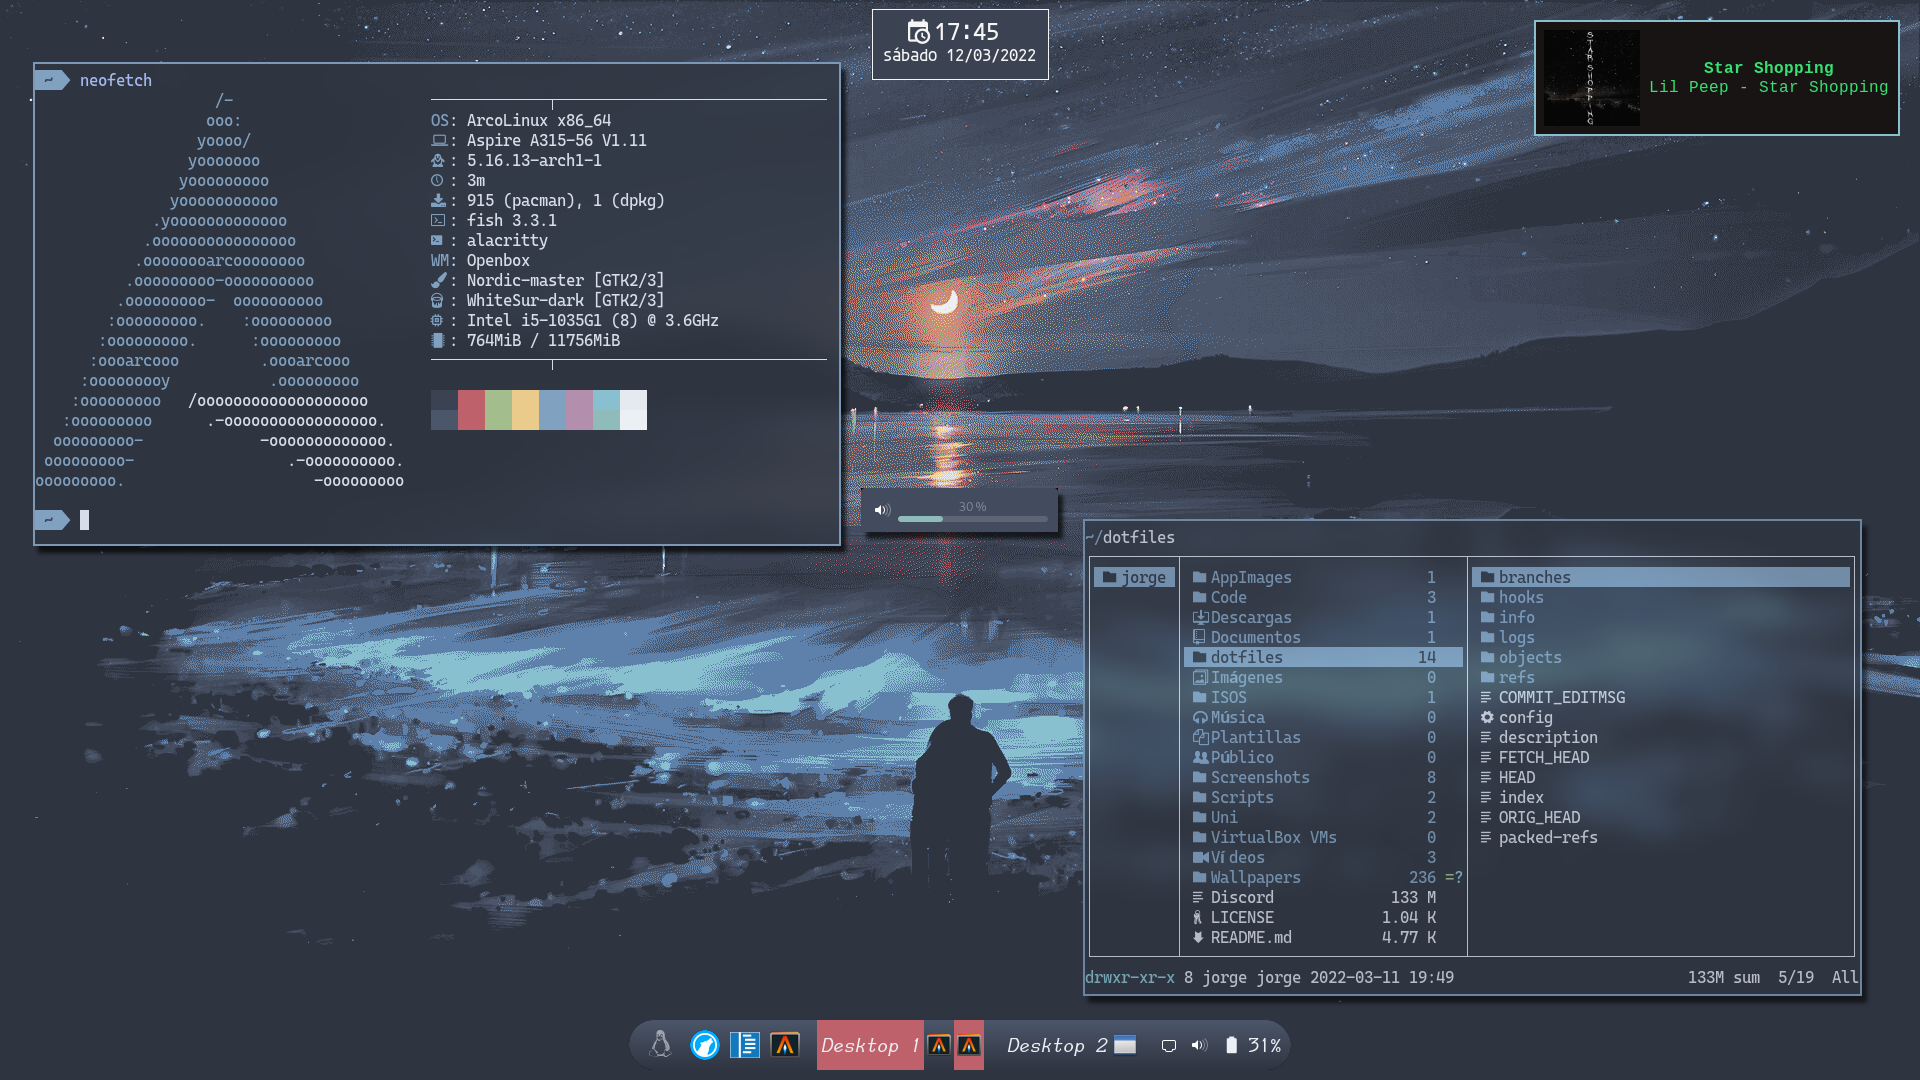 17:45
sábado 12/03/2022
STAR SHOPPING
Star Shopping
Lil Peep - Star Shopping
~ neofetch
/-
ooo:
yoooo/
yooooooo
yooooooooo
yooooooooooo
.yooooooooooooo
.oooooooooooooooo
.ooooooooarcoooooooo
.ooooooooo-oooooooooo
.ooooooooo-  oooooooooo
:ooooooooo.    :ooooooooo
:ooooooooo.      :ooooooooo
:oooarcooo         .oooarcooo
:ooooooooy           .ooooooooo
:ooooooooo   /ooooooooooooooooooo
:ooooooooo      .-ooooooooooooooooo.
ooooooooo-             -ooooooooooooo.
ooooooooo-                 .-oooooooooo.
ooooooooo.                     -ooooooooo
OS: ArcoLinux x86_64
: Aspire A315-56 V1.11
: 5.16.13-arch1-1
: 3m
: 915 (pacman), 1 (dpkg)
: fish 3.3.1
: alacritty
WM: Openbox
: Nordic-master [GTK2/3]
: WhiteSur-dark [GTK2/3]
: Intel i5-1035G1 (8) @ 3.6GHz
: 764MiB / 11756MiB
~
30%
~/dotfiles
jorge
AppImages 1
Code 3
Descargas 1
Documentos 1
dotfiles 14
Imágenes 0
ISOS 1
Música 0
Plantillas 0
Público 0
Screenshots 8
Scripts 2
Uni 2
VirtualBox VMs 0
Vídeos 3
Wallpapers 236 =?
Discord 133 M
LICENSE 1.04 K
README.md 4.77 K
branches
hooks
info
logs
objects
refs
COMMIT_EDITMSG
config
description
FETCH_HEAD
HEAD
index
ORIG_HEAD
packed-refs
drwxr-xr-x 8 jorge jorge 2022-03-11 19:49 133M sum 5/19 All
Desktop 1 Desktop 2 31%